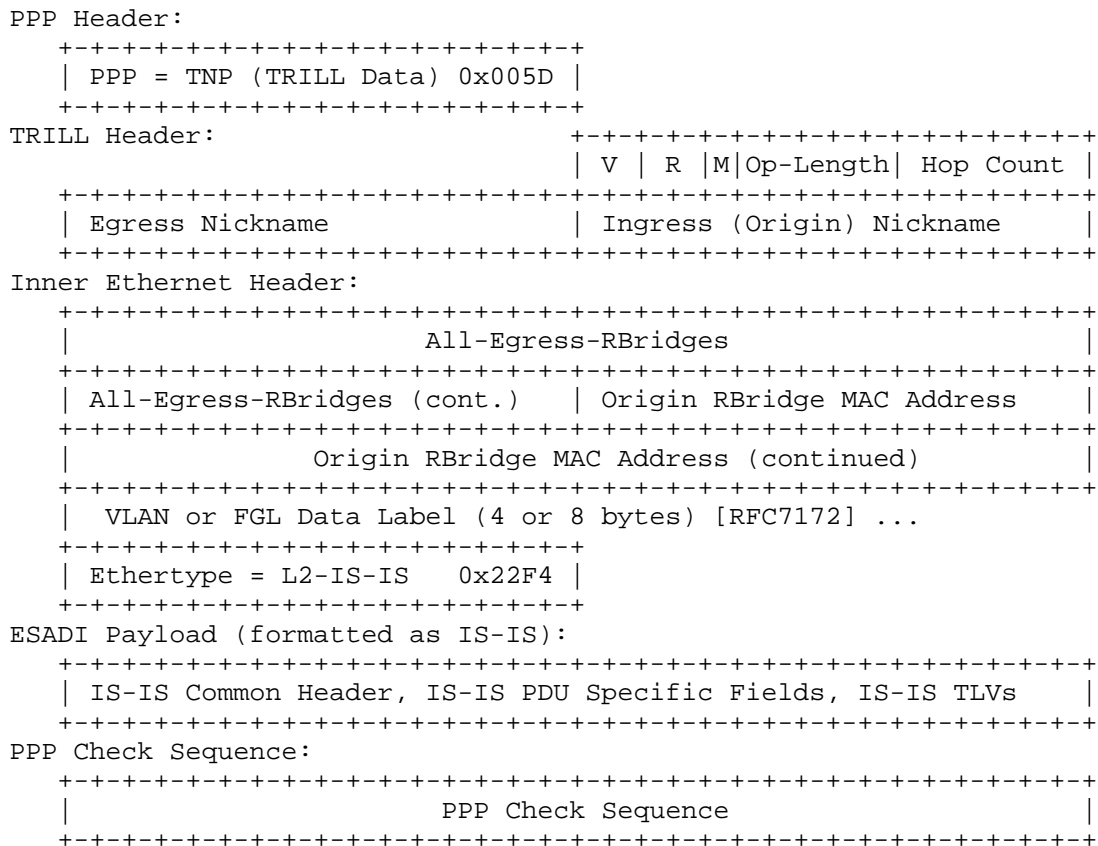 PPP Header:
   +-+-+-+-+-+-+-+-+-+-+-+-+-+-+-+-+
   | PPP = TNP (TRILL Data) 0x005D |
   +-+-+-+-+-+-+-+-+-+-+-+-+-+-+-+-+
TRILL Header:                      +-+-+-+-+-+-+-+-+-+-+-+-+-+-+-+-+
                                   | V | R |M|Op-Length| Hop Count |
   +-+-+-+-+-+-+-+-+-+-+-+-+-+-+-+-+-+-+-+-+-+-+-+-+-+-+-+-+-+-+-+-+
   | Egress Nickname               | Ingress (Origin) Nickname     |
   +-+-+-+-+-+-+-+-+-+-+-+-+-+-+-+-+-+-+-+-+-+-+-+-+-+-+-+-+-+-+-+-+
Inner Ethernet Header:
   +-+-+-+-+-+-+-+-+-+-+-+-+-+-+-+-+-+-+-+-+-+-+-+-+-+-+-+-+-+-+-+-+
   |                      All-Egress-RBridges                      |
   +-+-+-+-+-+-+-+-+-+-+-+-+-+-+-+-+-+-+-+-+-+-+-+-+-+-+-+-+-+-+-+-+
   | All-Egress-RBridges (cont.)   | Origin RBridge MAC Address    |
   +-+-+-+-+-+-+-+-+-+-+-+-+-+-+-+-+-+-+-+-+-+-+-+-+-+-+-+-+-+-+-+-+
   |               Origin RBridge MAC Address (continued)          |
   +-+-+-+-+-+-+-+-+-+-+-+-+-+-+-+-+-+-+-+-+-+-+-+-+-+-+-+-+-+-+-+-+
   |  VLAN or FGL Data Label (4 or 8 bytes) [RFC7172] ...
   +-+-+-+-+-+-+-+-+-+-+-+-+-+-+-+-+
   | Ethertype = L2-IS-IS   0x22F4 |
   +-+-+-+-+-+-+-+-+-+-+-+-+-+-+-+-+
ESADI Payload (formatted as IS-IS):
   +-+-+-+-+-+-+-+-+-+-+-+-+-+-+-+-+-+-+-+-+-+-+-+-+-+-+-+-+-+-+-+-+
   | IS-IS Common Header, IS-IS PDU Specific Fields, IS-IS TLVs    |
   +-+-+-+-+-+-+-+-+-+-+-+-+-+-+-+-+-+-+-+-+-+-+-+-+-+-+-+-+-+-+-+-+
PPP Check Sequence:
   +-+-+-+-+-+-+-+-+-+-+-+-+-+-+-+-+-+-+-+-+-+-+-+-+-+-+-+-+-+-+-+-+
   |                       PPP Check Sequence                      |
   +-+-+-+-+-+-+-+-+-+-+-+-+-+-+-+-+-+-+-+-+-+-+-+-+-+-+-+-+-+-+-+-+